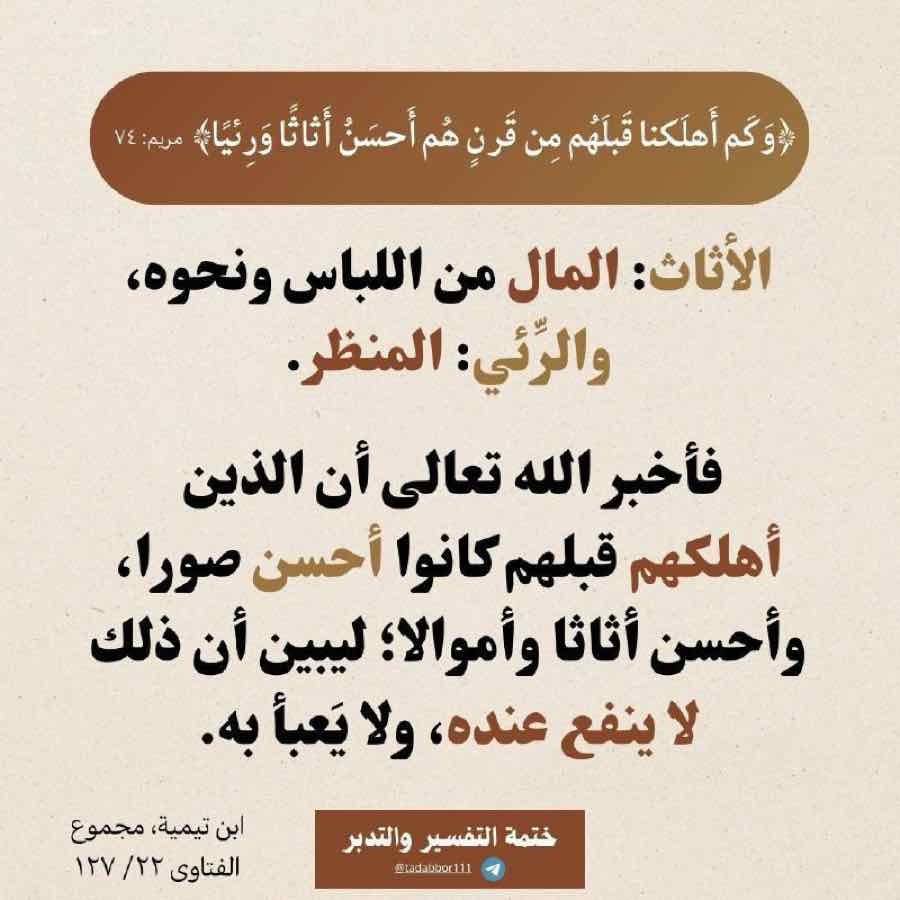 ﴿وَكَم أَهلَكنا قَبلَهُم مِن قَرنٍ هُم أَحسَنُ أَثاثًا وَرِئيًا﴾ مريم: ٧٤
الأثاث: المال من اللباس ونحوه،
والرِّئي: المنظر.
فأخبر الله تعالى أن الذين
أهلكهم قبلهم كانوا أحسن صورا،
وأحسن أثاثا وأموالا؛ ليبين أن ذلك
لا ينفع عنده، ولا يَعبأ به.
ختمة التفسير والتدبر
@tadabbor111
ابن تيمية، مجموع
الفتاوى ٢٢/ ١٢٧